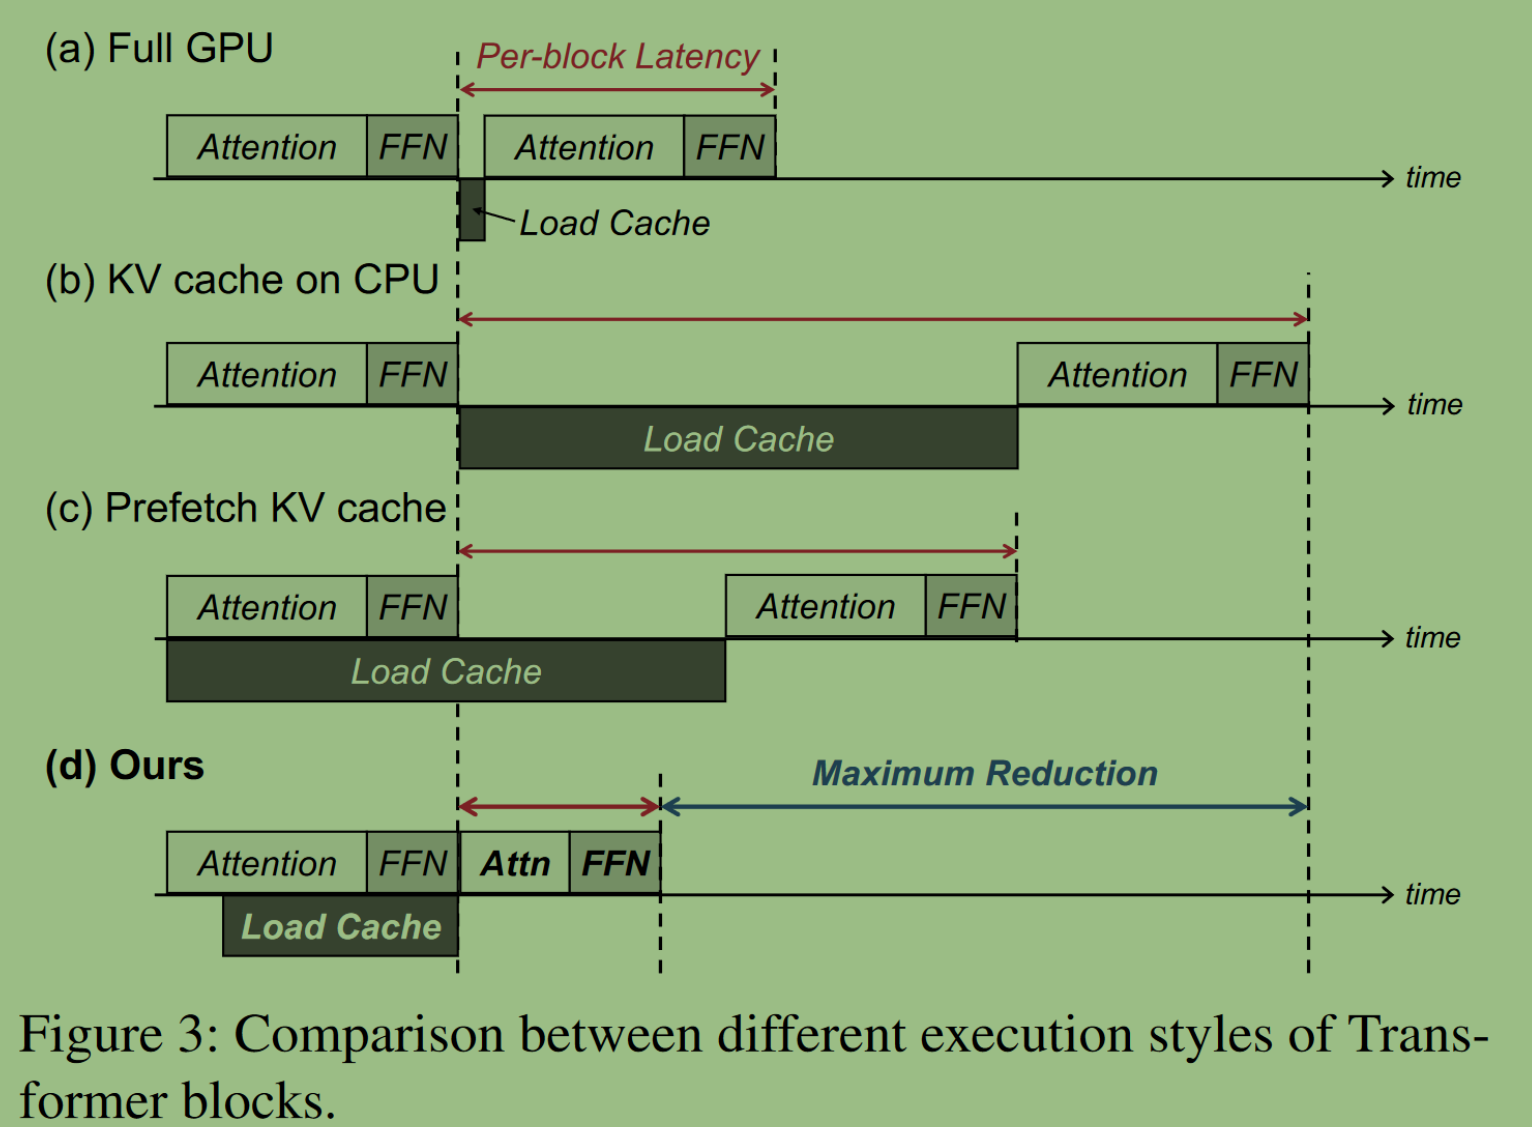 (a) Full GPU
Per-block Latency
Attention FFN Attention FFN
time
Load Cache
(b) KV cache on CPU
Attention FFN Attention FFN
time
Load Cache
(c) Prefetch KV cache
Attention FFN Attention FFN
time
Load Cache
(d) Ours
Maximum Reduction
Attention FFN Attn FFN
time
Load Cache
Figure 3: Comparison between different execution styles of Trans-
former blocks.